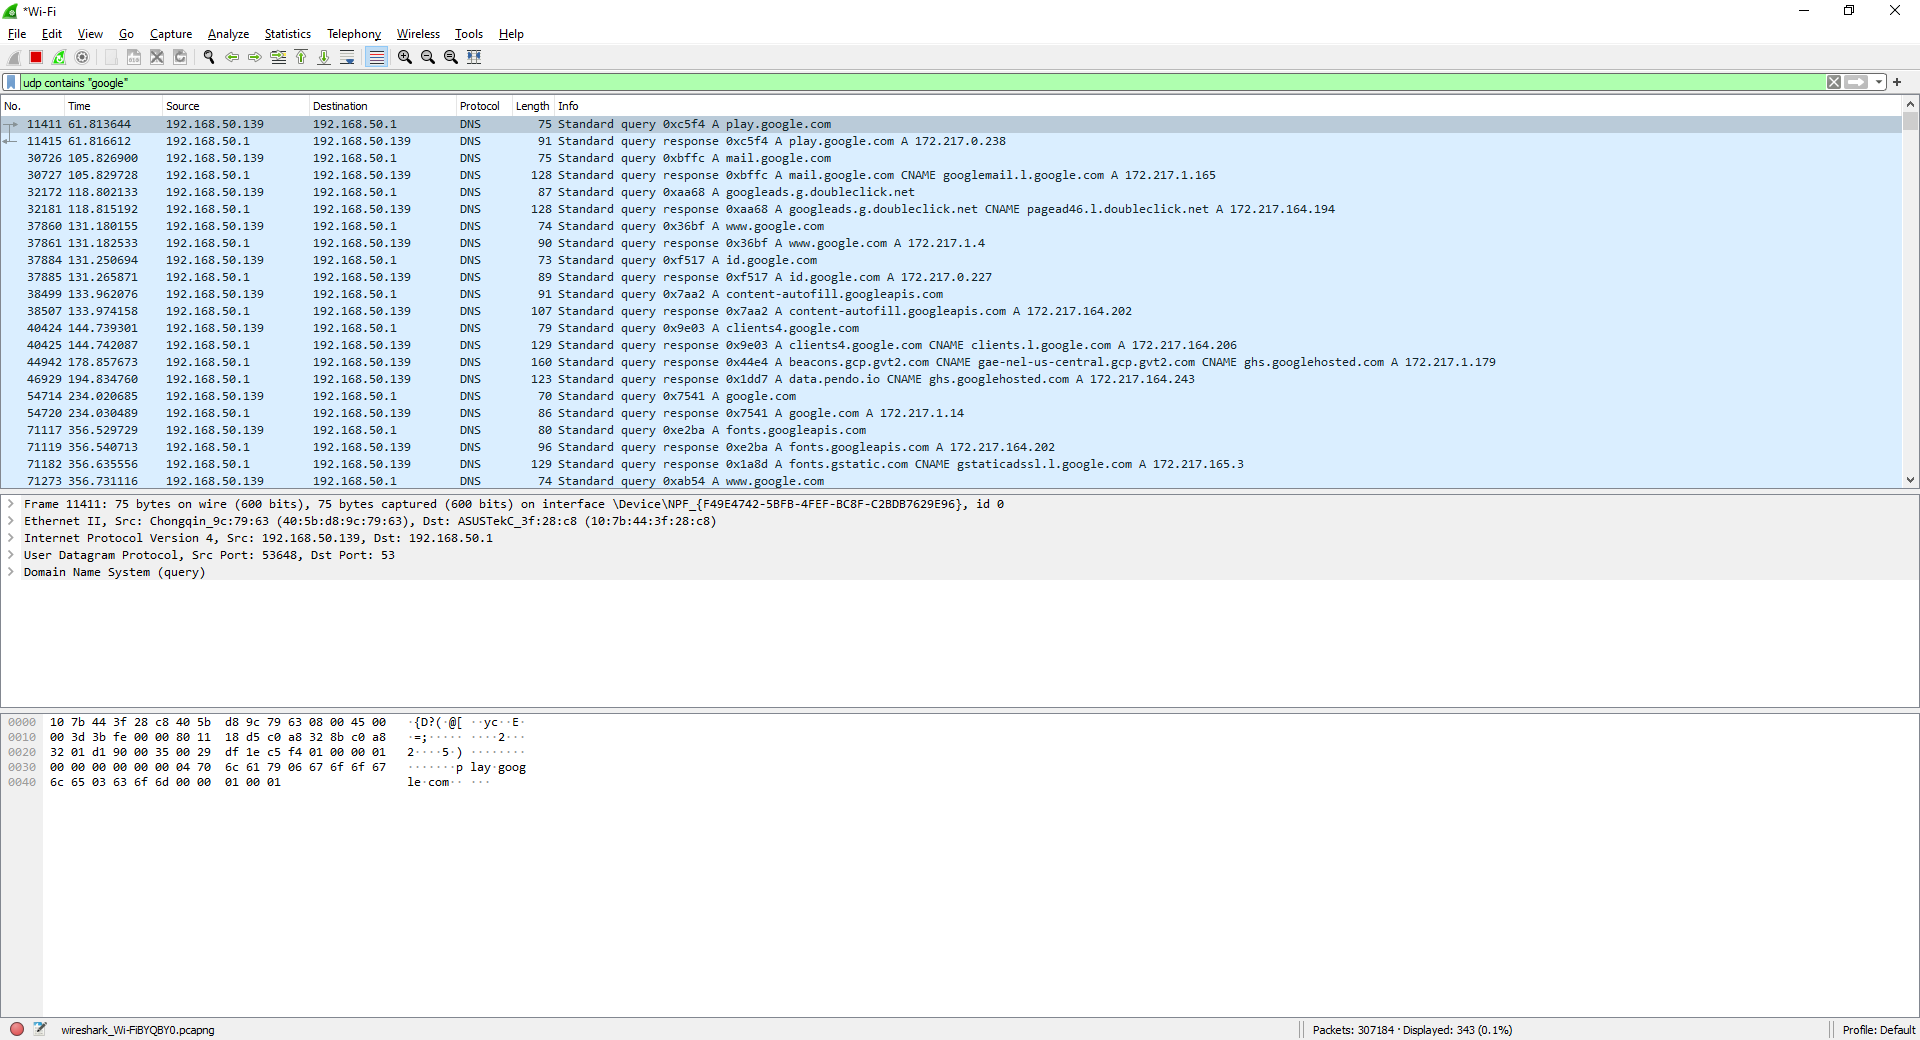 *Wi-Fi
File Edit View Go Capture Analyze Statistics Telephony Wireless Tools Help
udp contains "google"
No. Time Source Destination Protocol Length Info
11411 61.813644 192.168.50.139 192.168.50.1 DNS 75 Standard query 0xc5f4 A play.google.com
11415 61.816612 192.168.50.1 192.168.50.139 DNS 91 Standard query response 0xc5f4 A play.google.com A 172.217.0.238
30726 105.826900 192.168.50.139 192.168.50.1 DNS 75 Standard query 0xbffc A mail.google.com
30727 105.829728 192.168.50.1 192.168.50.139 DNS 128 Standard query response 0xbffc A mail.google.com CNAME googlemail.l.google.com A 172.217.1.165
32172 118.802133 192.168.50.139 192.168.50.1 DNS 87 Standard query 0xaa68 A googleads.g.doubleclick.net
32181 118.815192 192.168.50.1 192.168.50.139 DNS 128 Standard query response 0xaa68 A googleads.g.doubleclick.net CNAME pagead46.l.doubleclick.net A 172.217.164.194
37860 131.180155 192.168.50.139 192.168.50.1 DNS 74 Standard query 0x36bf A www.google.com
37861 131.182533 192.168.50.1 192.168.50.139 DNS 90 Standard query response 0x36bf A www.google.com A 172.217.1.4
37884 131.250694 192.168.50.139 192.168.50.1 DNS 73 Standard query 0xf517 A id.google.com
37885 131.265871 192.168.50.1 192.168.50.139 DNS 89 Standard query response 0xf517 A id.google.com A 172.217.0.227
38499 133.962076 192.168.50.139 192.168.50.1 DNS 91 Standard query 0x7aa2 A content-autofill.googleapis.com
38507 133.974158 192.168.50.1 192.168.50.139 DNS 107 Standard query response 0x7aa2 A content-autofill.googleapis.com A 172.217.164.202
40424 144.739301 192.168.50.139 192.168.50.1 DNS 79 Standard query 0x9e03 A clients4.google.com
40425 144.742087 192.168.50.1 192.168.50.139 DNS 129 Standard query response 0x9e03 A clients4.google.com CNAME clients.l.google.com A 172.217.164.206
44942 178.857673 192.168.50.1 192.168.50.139 DNS 160 Standard query response 0x44e4 A beacons.gcp.gvt2.com CNAME gae-nel-us-central.gcp.gvt2.com CNAME ghs.googlehosted.com A 172.217.1.179
46929 194.834760 192.168.50.1 192.168.50.139 DNS 123 Standard query response 0x1dd7 A data.pendo.io CNAME ghs.googlehosted.com A 172.217.164.243
54714 234.020685 192.168.50.139 192.168.50.1 DNS 70 Standard query 0x7541 A google.com
54720 234.030489 192.168.50.1 192.168.50.139 DNS 86 Standard query response 0x7541 A google.com A 172.217.1.14
71117 356.529729 192.168.50.139 192.168.50.1 DNS 80 Standard query 0xe2ba A fonts.googleapis.com
71119 356.540713 192.168.50.1 192.168.50.139 DNS 96 Standard query response 0xe2ba A fonts.googleapis.com A 172.217.164.202
71182 356.635556 192.168.50.1 192.168.50.139 DNS 129 Standard query response 0x1a8d A fonts.gstatic.com CNAME gstaticadssl.l.google.com A 172.217.165.3
71273 356.731116 192.168.50.139 192.168.50.1 DNS 74 Standard query 0xab54 A www.google.com
Frame 11411: 75 bytes on wire (600 bits), 75 bytes captured (600 bits) on interface \Device\NPF_{F49E4742-5BFB-4FEF-BC8F-C2BDB7629E96}, id 0
Ethernet II, Src: Chongqin_9c:79:63 (40:5b:d8:9c:79:63), Dst: ASUSTekC_3f:28:c8 (10:7b:44:3f:28:c8)
Internet Protocol Version 4, Src: 192.168.50.139, Dst: 192.168.50.1
User Datagram Protocol, Src Port: 53648, Dst Port: 53
Domain Name System (query)
0000 10 7b 44 3f 28 c8 40 5b d8 9c 79 63 08 00 45 00 ·{D?(·@[ ··yc··E·
0010 00 3d 3b fe 00 00 80 11 18 d5 c0 a8 32 8b c0 a8 ·=;····· ····2···
0020 32 01 d1 90 00 35 00 29 df 1e c5 f4 01 00 00 01 2····5·) ········
0030 00 00 00 00 00 00 04 70 6c 61 79 06 67 6f 6f 67 ·······p lay·goog
0040 6c 65 03 63 6f 6d 00 00 01 00 01 le·com·· ···
wireshark_Wi-FiBYQBY0.pcapng Packets: 307184 · Displayed: 343 (0.1%) Profile: Default